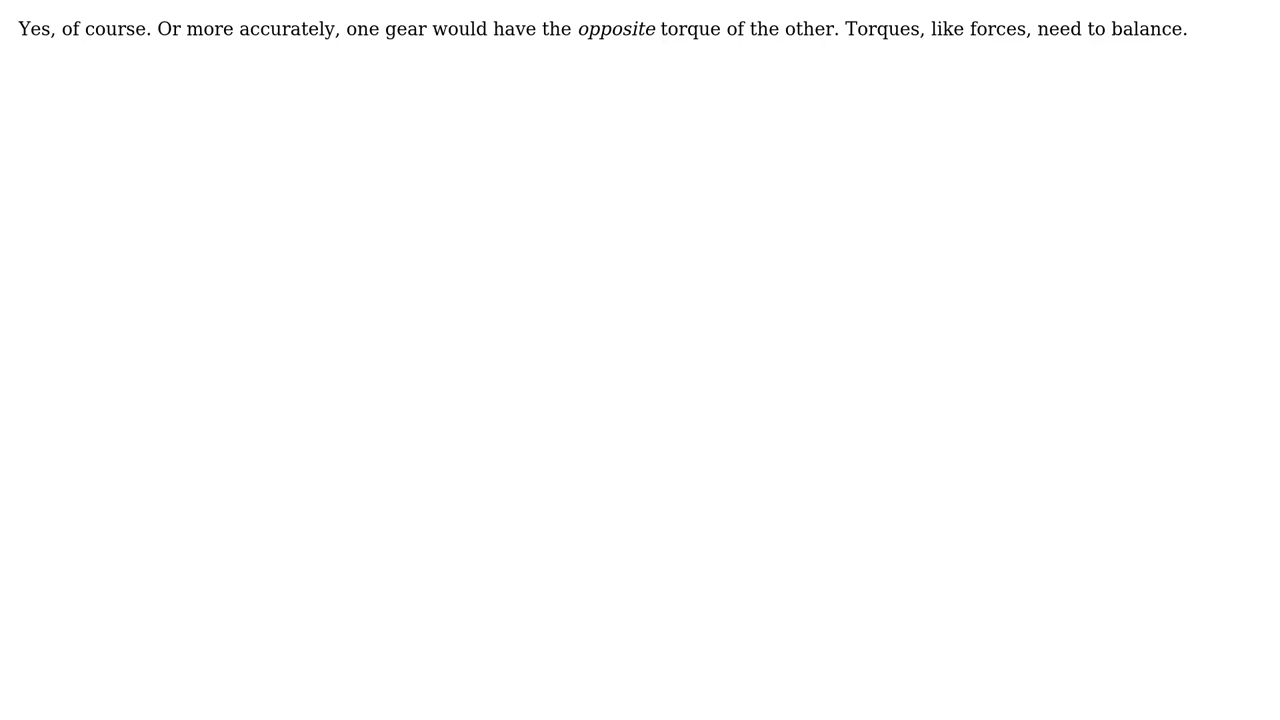 Yes, of course. Or more accurately, one gear would have the opposite torque of the other. Torques, like forces, need to balance.